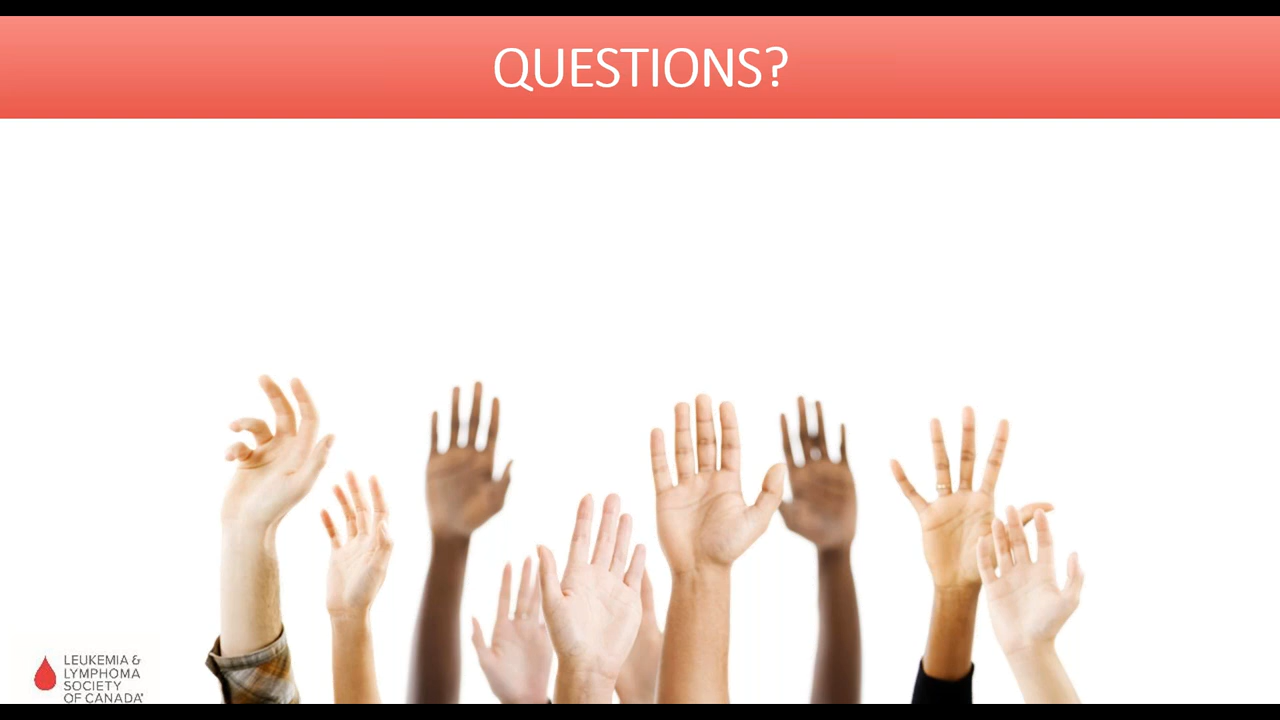 QUESTIONS?
LEUKEMIA &
LYMPHOMA
SOCIETY
OF CANADA®